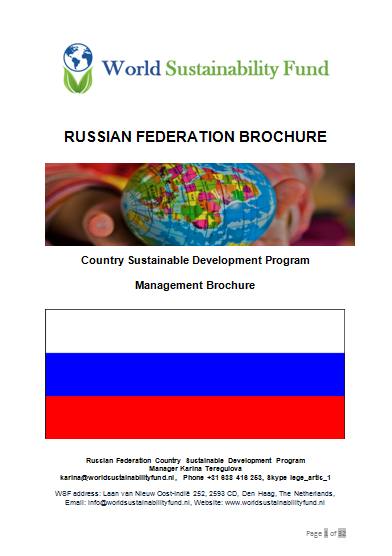 World Sustainability Fund
RUSSIAN FEDERATION BROCHURE
Country Sustainable Development Program
Management Brochure
Russian Federation Country Sustainable Development Program
Manager Karina Teregulova
karina@worldsustainabilityfund.nl, Phone +31 638 416 253, Skype lege_artis_1
WSF address: Laan van Nieuw Oost-Indië 252, 2593 CD, Den Haag, The Netherlands,
Email: info@worldsustainabilityfund.nl, Website: www.worldsustainabilityfund.nl
Page 1 of 32